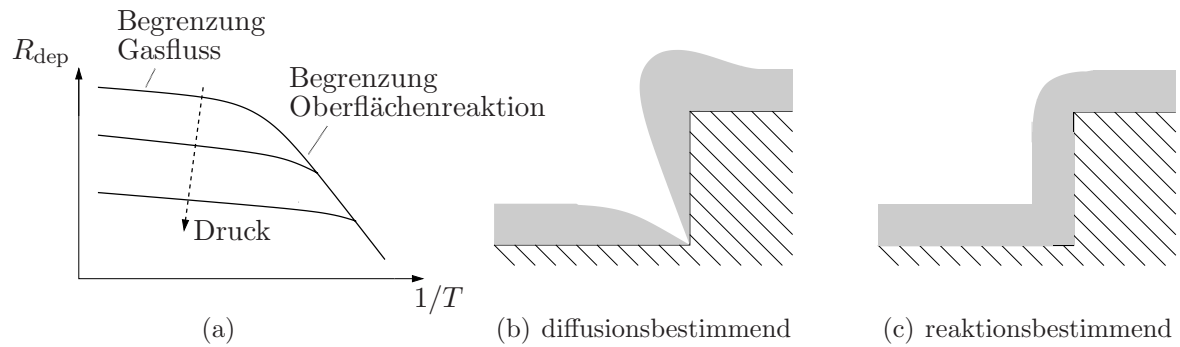 Begrenzung
Gasfluss
R_dep
Begrenzung
Oberflächenreaktion
Druck
1/T
(a)
(b) diffusionsbestimmend
(c) reaktionsbestimmend